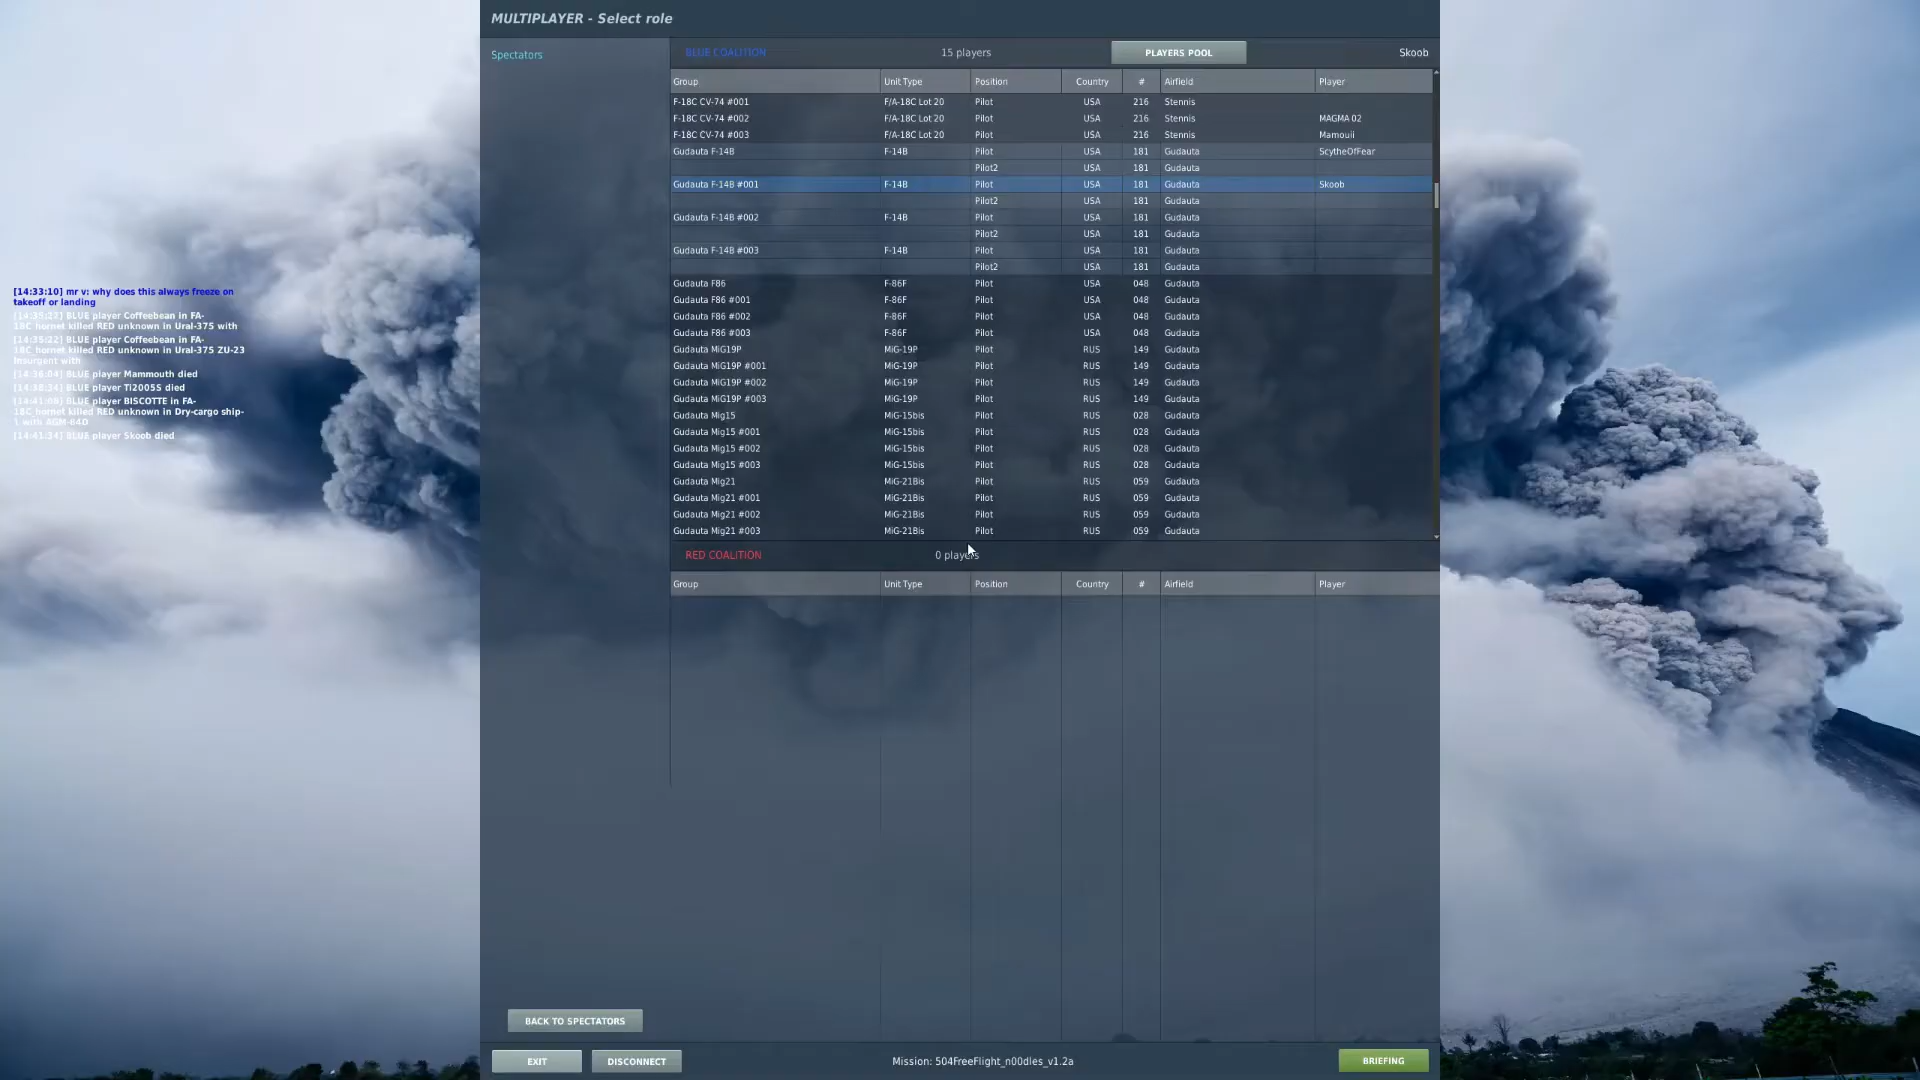 MULTIPLAYER - Select role
Spectators
BLUE COALITION 15 players PLAYERS POOL Skoob
Group Unit Type Position Country # Airfield Player
F-18C CV-74 #001 F/A-18C Lot 20 Pilot USA 216 Stennis
F-18C CV-74 #002 F/A-18C Lot 20 Pilot USA 216 Stennis MAGMA 02
F-18C CV-74 #003 F/A-18C Lot 20 Pilot USA 216 Stennis Mamouii
Gudauta F-14B F-14B Pilot USA 181 Gudauta ScytheOfFear
Pilot2 USA 181 Gudauta
Gudauta F-14B #001 F-14B Pilot USA 181 Gudauta Skoob
Pilot2 USA 181 Gudauta
Gudauta F-14B #002 F-14B Pilot USA 181 Gudauta
Pilot2 USA 181 Gudauta
Gudauta F-14B #003 F-14B Pilot USA 181 Gudauta
Pilot2 USA 181 Gudauta
Gudauta F86 F-86F Pilot USA 048 Gudauta
Gudauta F86 #001 F-86F Pilot USA 048 Gudauta
Gudauta F86 #002 F-86F Pilot USA 048 Gudauta
Gudauta F86 #003 F-86F Pilot USA 048 Gudauta
Gudauta MiG19P MiG-19P Pilot RUS 149 Gudauta
Gudauta MiG19P #001 MiG-19P Pilot RUS 149 Gudauta
Gudauta MiG19P #002 MiG-19P Pilot RUS 149 Gudauta
Gudauta MiG19P #003 MiG-19P Pilot RUS 149 Gudauta
Gudauta Mig15 MiG-15bis Pilot RUS 028 Gudauta
Gudauta Mig15 #001 MiG-15bis Pilot RUS 028 Gudauta
Gudauta Mig15 #002 MiG-15bis Pilot RUS 028 Gudauta
Gudauta Mig15 #003 MiG-15bis Pilot RUS 028 Gudauta
Gudauta Mig21 MiG-21Bis Pilot RUS 059 Gudauta
Gudauta Mig21 #001 MiG-21Bis Pilot RUS 059 Gudauta
Gudauta Mig21 #002 MiG-21Bis Pilot RUS 059 Gudauta
Gudauta Mig21 #003 MiG-21Bis Pilot RUS 059 Gudauta
RED COALITION 0 players
Group Unit Type Position Country # Airfield Player
[14:33:10] mr v: why does this always freeze on
takeoff or landing
BLUE player Coffeebean in FA-
18C_hornet killed RED unknown in Ural-375 with
[14:35:22] BLUE player Coffeebean in FA-
18C_hornet killed RED unknown in Ural-375 ZU-23
Insurgent with
[14:36:04] BLUE player Mammouth died
BLUE player Ti20055 died
BLUE player BISCOTTE in FA-
18C_hornet killed RED unknown in Dry-cargo ship-
1 with AGM-84D
[14:41:34] BLUE player Skoob died
BACK TO SPECTATORS
EXIT DISCONNECT Mission: 504FreeFlight_n00dles_v1.2a BRIEFING